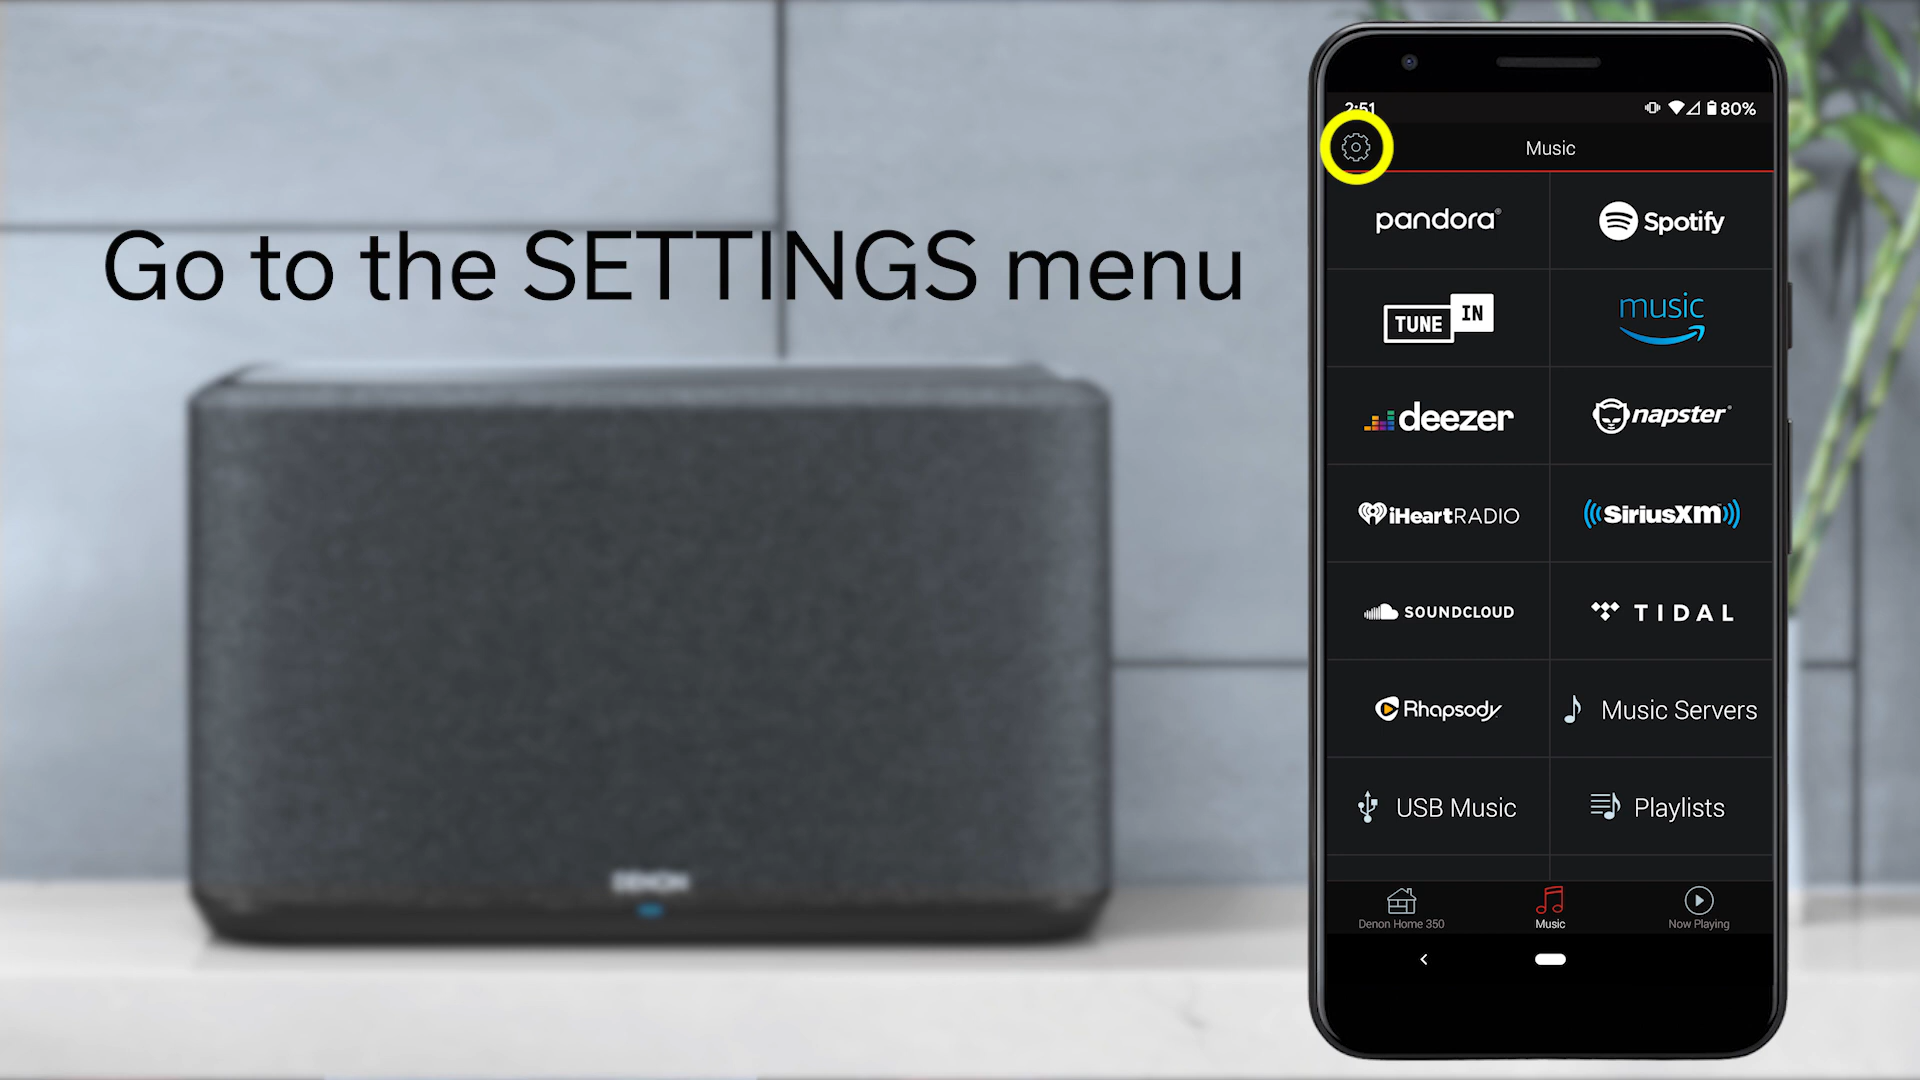 Go to the SETTINGS menu
2:51
80%
Music
pandora®
Spotify
TUNE IN
music
deezer
napster
iHeartRADIO
SiriusXM
SOUNDCLOUD
TIDAL
Rhapsody
Music Servers
USB Music
Playlists
Denon Home 350
Music
Now Playing
DENON